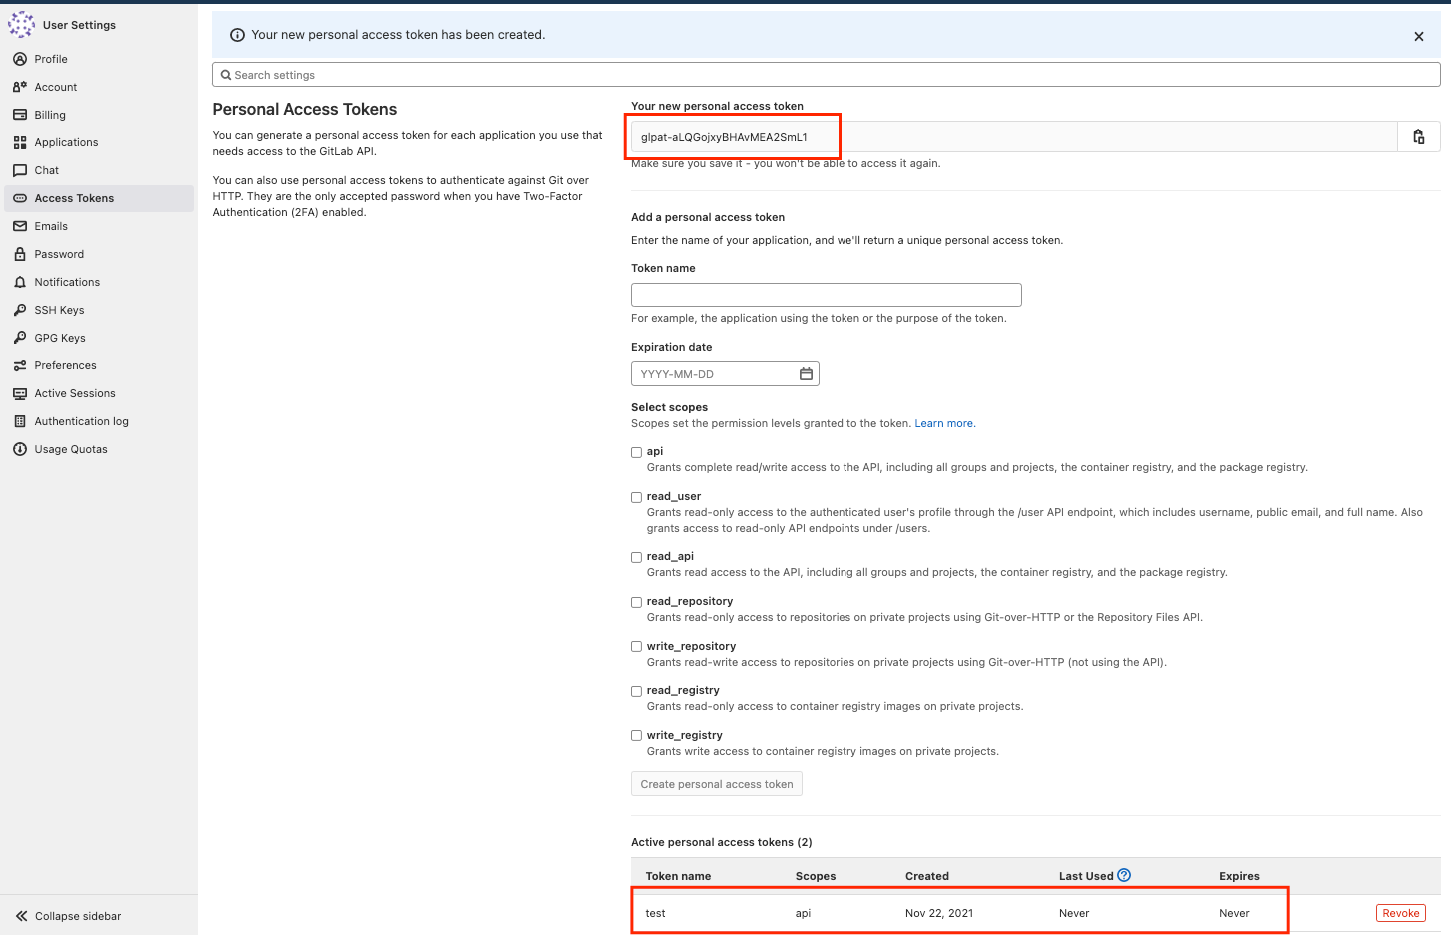 User Settings
Profile
Account
Billing
Applications
Chat
Access Tokens
Emails
Password
Notifications
SSH Keys
GPG Keys
Preferences
Active Sessions
Authentication log
Usage Quotas
Collapse sidebar
Your new personal access token has been created.
Search settings
Personal Access Tokens
You can generate a personal access token for each application you use that
needs access to the GitLab API.
You can also use personal access tokens to authenticate against Git over
HTTP. They are the only accepted password when you have Two-Factor
Authentication (2FA) enabled.
Your new personal access token
glpat-aLQGojxyBHAvMEA2SmL1
Make sure you save it - you won't be able to access it again.
Add a personal access token
Enter the name of your application, and we'll return a unique personal access token.
Token name
For example, the application using the token or the purpose of the token.
Expiration date
YYYY-MM-DD
Select scopes
Scopes set the permission levels granted to the token. Learn more.
api
Grants complete read/write access to the API, including all groups and projects, the container registry, and the package registry.
read_user
Grants read-only access to the authenticated user's profile through the /user API endpoint, which includes username, public email, and full name. Also
grants access to read-only API endpoints under /users.
read_api
Grants read access to the API, including all groups and projects, the container registry, and the package registry.
read_repository
Grants read-only access to repositories on private projects using Git-over-HTTP or the Repository Files API.
write_repository
Grants read-write access to repositories on private projects using Git-over-HTTP (not using the API).
read_registry
Grants read-only access to container registry images on private projects.
write_registry
Grants write access to container registry images on private projects.
Create personal access token
Active personal access tokens (2)
Token name Scopes Created Last Used Expires
test api Nov 22, 2021 Never Never Revoke